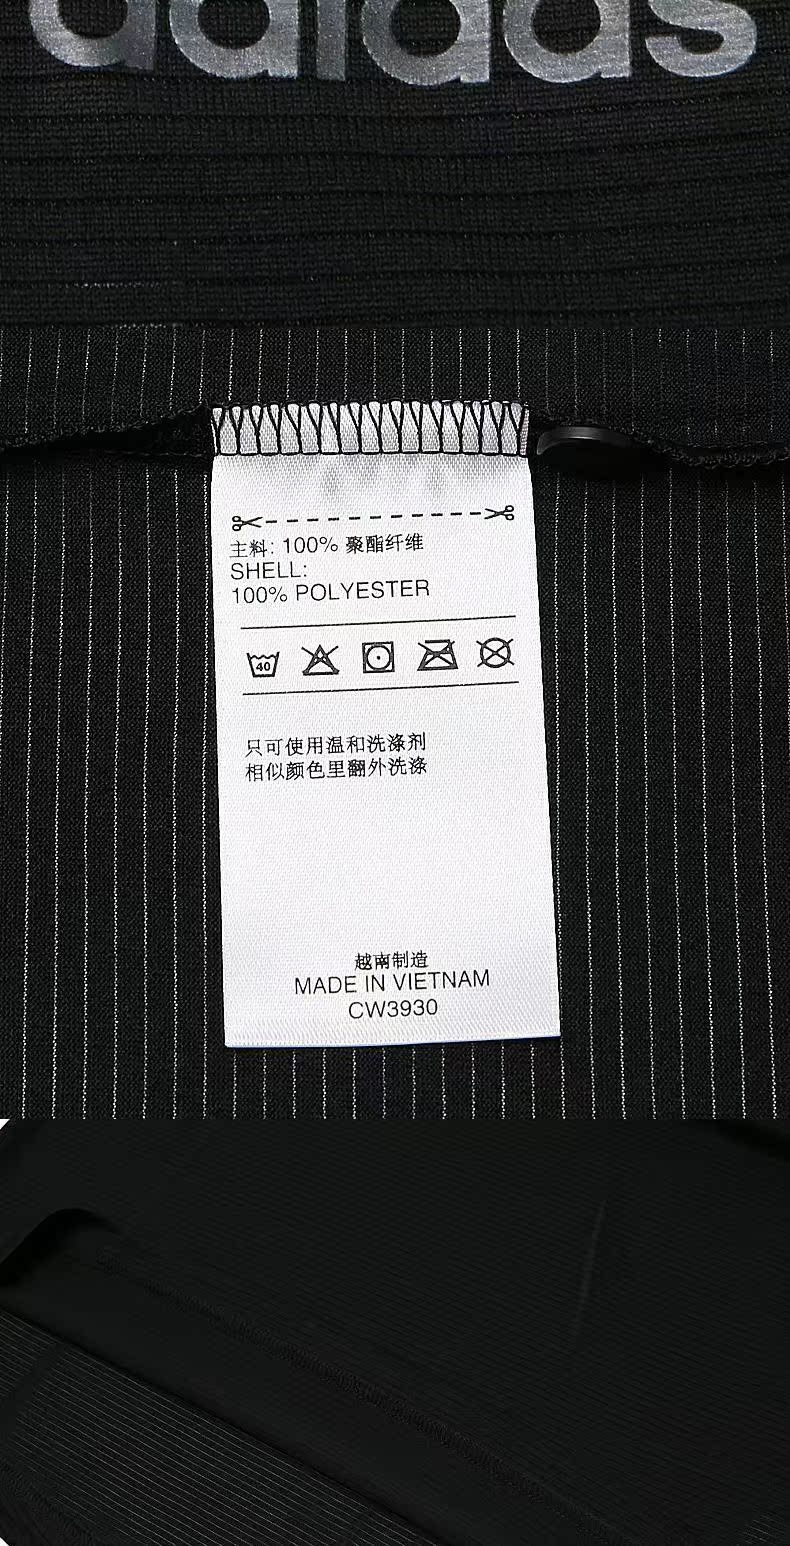 adidas
主料: 100% 聚酯纤维
SHELL:
100% POLYESTER
40
只可使用温和洗涤剂
相似颜色里翻外洗涤
越南制造
MADE IN VIETNAM
CW3930